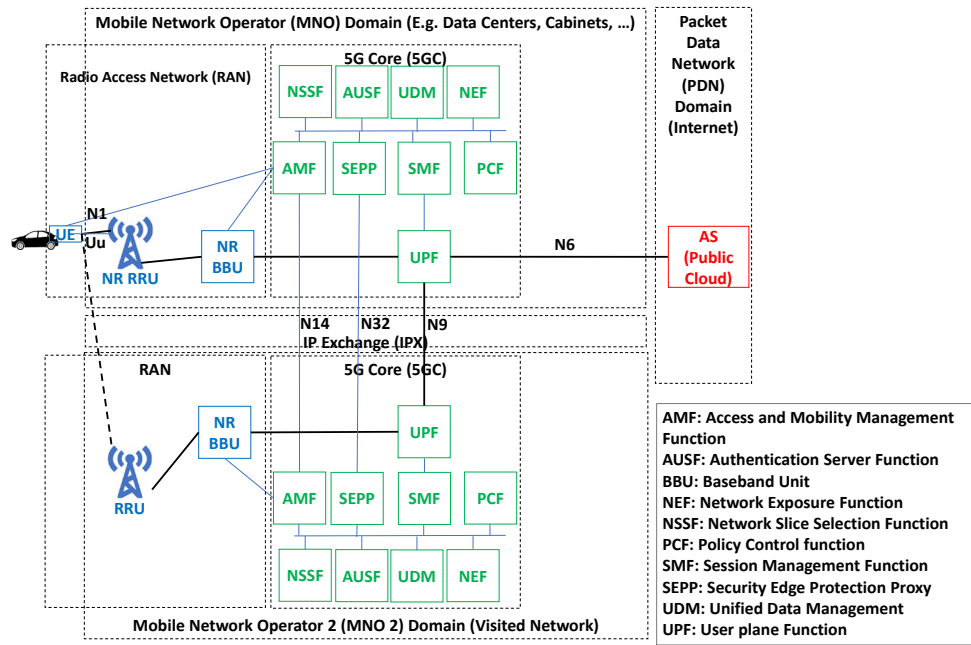 Mobile Network Operator (MNO) Domain (E.g. Data Centers, Cabinets, …)
Packet
Data
Network
(PDN)
Domain
(Internet)
Radio Access Network (RAN)
5G Core (5GC)
NSSF
AUSF
UDM
NEF
AMF
SEPP
SMF
PCF
N1
UE
Uu
NR RRU
NR
BBU
UPF
N6
AS
(Public
Cloud)
N14
N32
N9
IP Exchange (IPX)
RAN
5G Core (5GC)
NR
BBU
UPF
RRU
AMF
SEPP
SMF
PCF
NSSF
AUSF
UDM
NEF
Mobile Network Operator 2 (MNO 2) Domain (Visited Network)
AMF: Access and Mobility Management
Function
AUSF: Authentication Server Function
BBU: Baseband Unit
NEF: Network Exposure Function
NSSF: Network Slice Selection Function
PCF: Policy Control function
SMF: Session Management Function
SEPP: Security Edge Protection Proxy
UDM: Unified Data Management
UPF: User plane Function